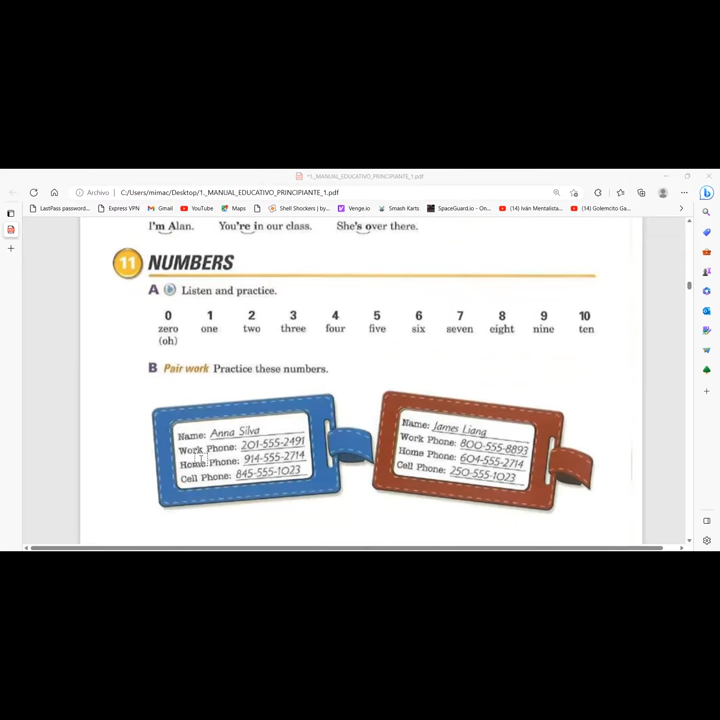 *1._MANUAL_EDUCATIVO_PRINCIPIANTE_1.pdf
Archivo | C:/Users/mimac/Desktop/1._MANUAL_EDUCATIVO_PRINCIPIANTE_1.pdf
LastPass password... Express VPN Gmail YouTube Maps Shell Shockers | by... Venge.io Smash Karts SpaceGuard.io - On... (14) Iván Mentalista... (14) Golemcito Ga...
I'm Alan. You're in our class. She's over there.
11 NUMBERS
A Listen and practice.
0 1 2 3 4 5 6 7 8 9 10
zero one two three four five six seven eight nine ten
(oh)
B Pair work Practice these numbers.
Name: Anna Silva
Work Phone: 201-555-2491
Home Phone: 914-555-2714
Cell Phone: 845-555-1023
Name: James Liang
Work Phone: 800-555-8893
Home Phone: 604-555-2714
Cell Phone: 250-555-1023